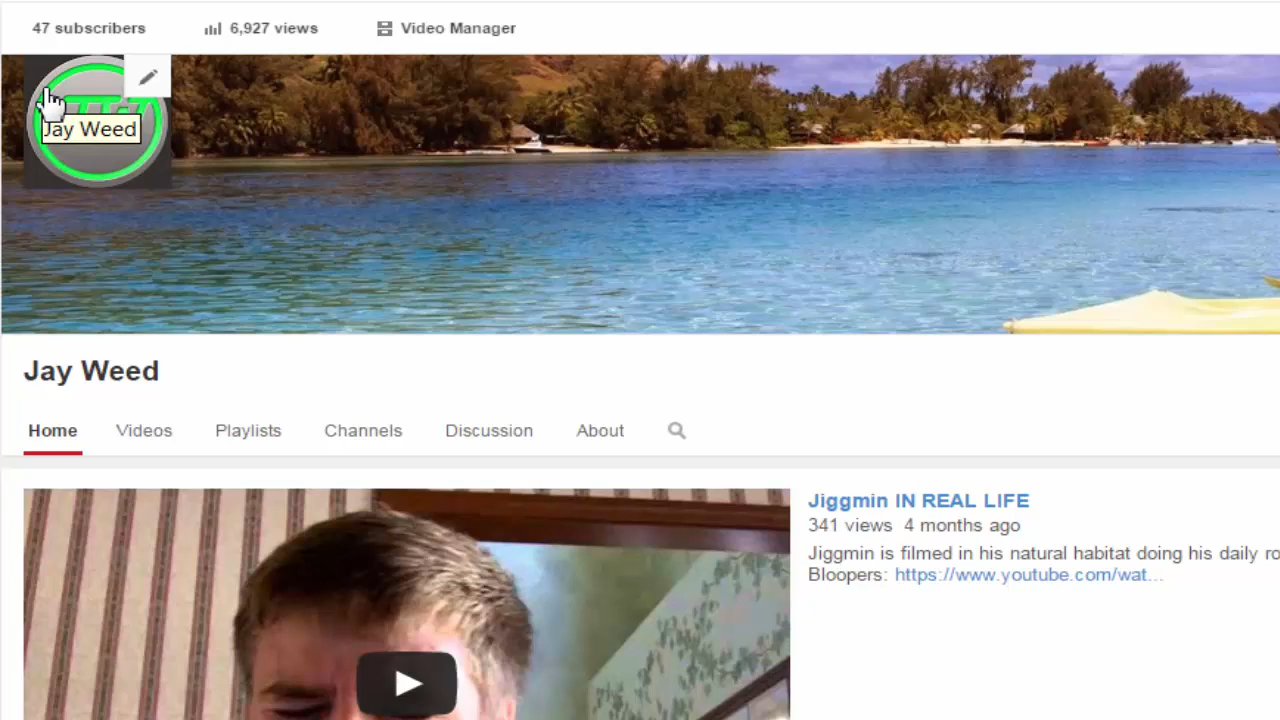 47 subscribers 6,927 views Video Manager
Jay Weed
Jay Weed
Home Videos Playlists Channels Discussion About
Jiggmin IN REAL LIFE
341 views 4 months ago
Jiggmin is filmed in his natural habitat doing his daily ro
Bloopers: https://www.youtube.com/wat...